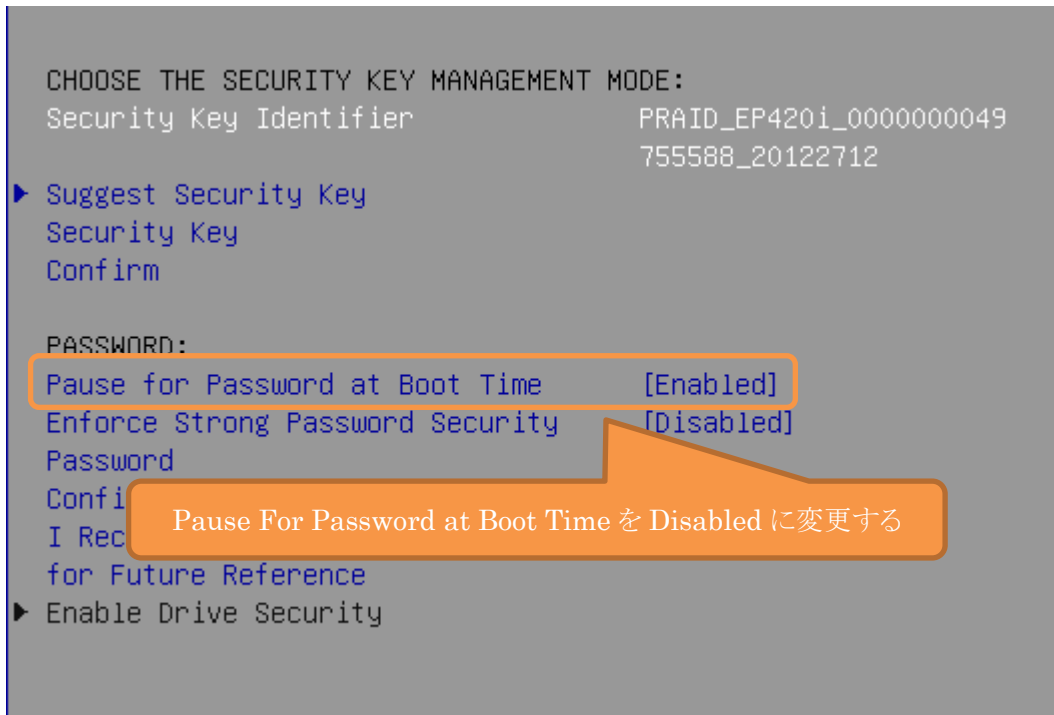 CHOOSE THE SECURITY KEY MANAGEMENT MODE:
Security Key Identifier PRAID_EP420i_0000000049
755588_20122712
Suggest Security Key
Security Key
Confirm
PASSWORD:
Pause for Password at Boot Time [Enabled]
Enforce Strong Password Security [Disabled]
Password
Confi
Pause For Password at Boot Time を Disabled に変更する
I Rec
for Future Reference
Enable Drive Security